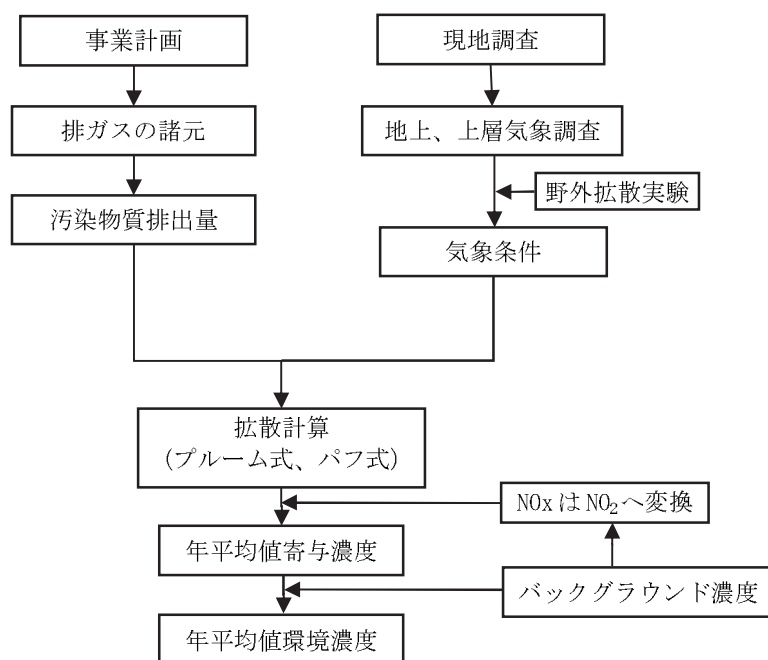 事業計画
現地調査
排ガスの諸元
地上、上層気象調査
野外拡散実験
汚染物質排出量
気象条件
拡散計算
(プルーム式、パフ式)
NOxはNO₂へ変換
年平均値寄与濃度
バックグラウンド濃度
年平均値環境濃度